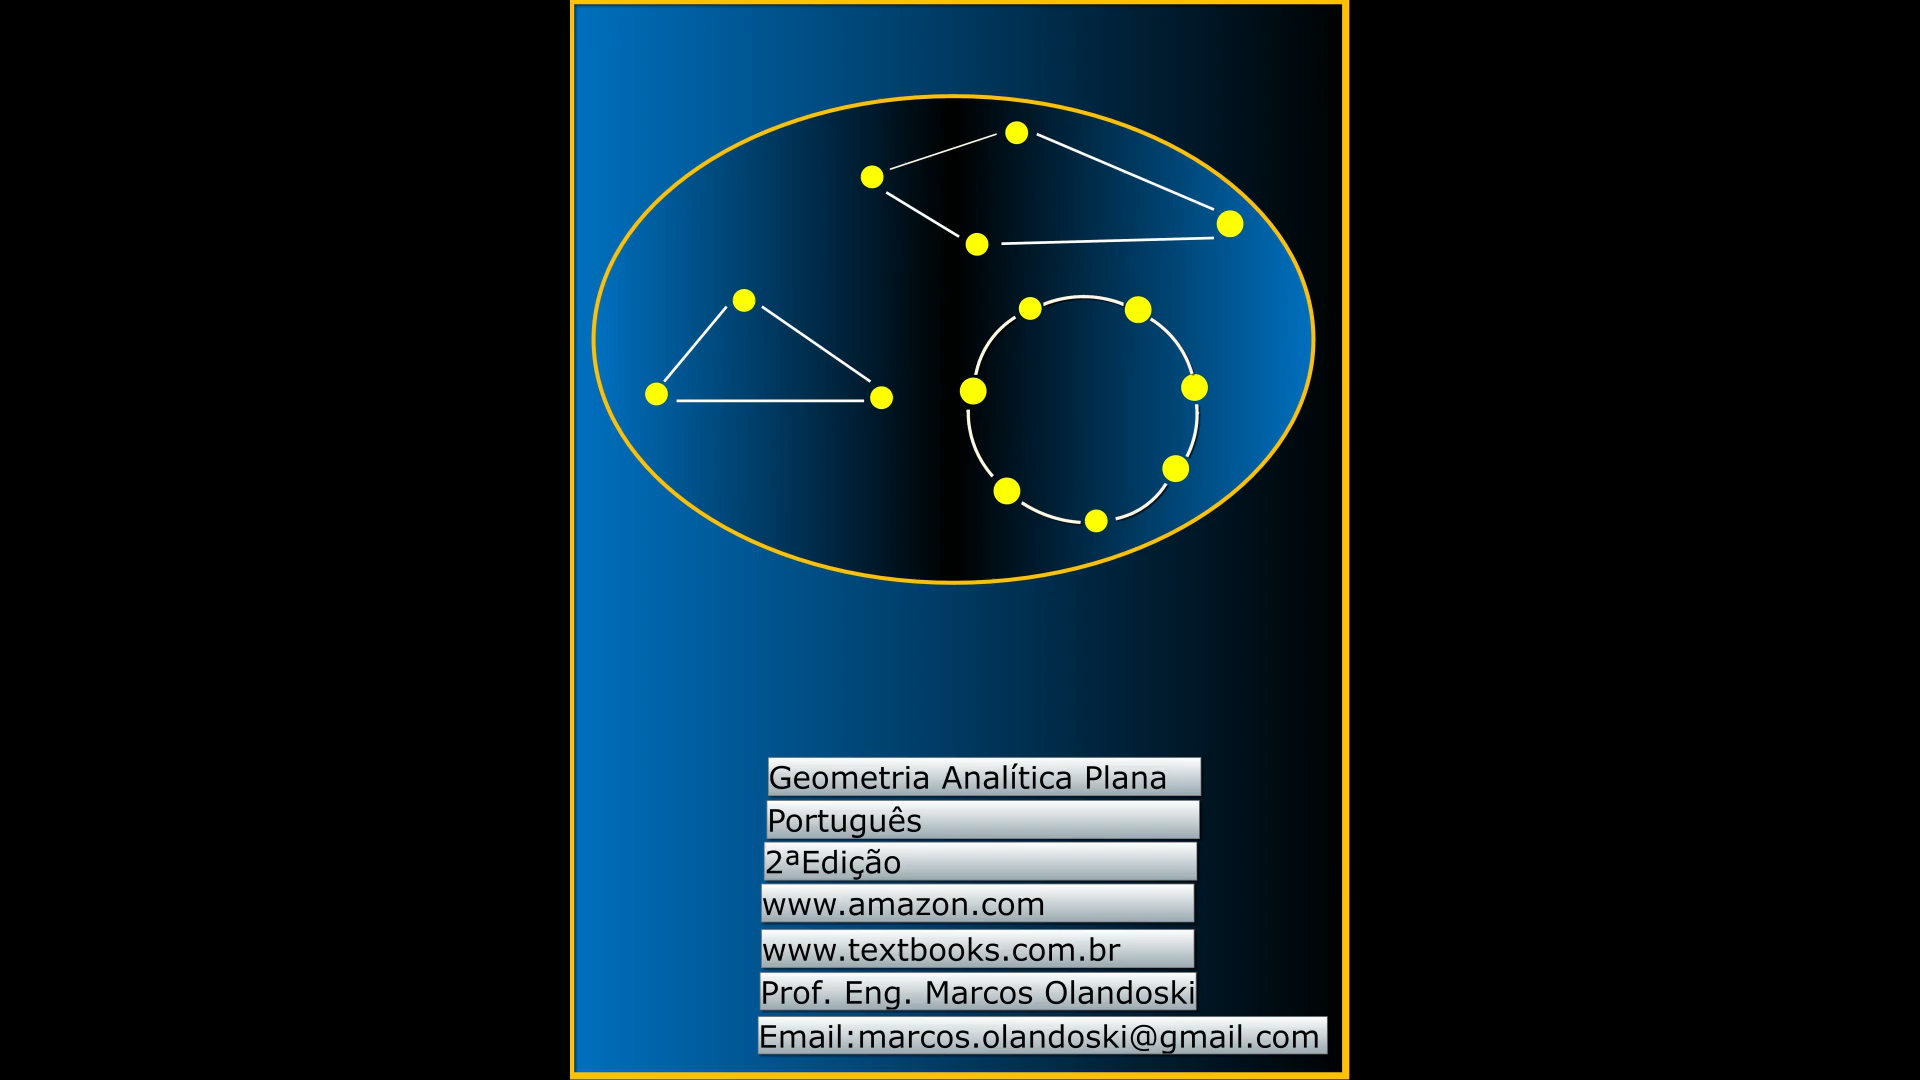 Geometria Analítica Plana
Português
2ªEdição
www.amazon.com
www.textbooks.com.br
Prof. Eng. Marcos Olandoski
Email:marcos.olandoski@gmail.com